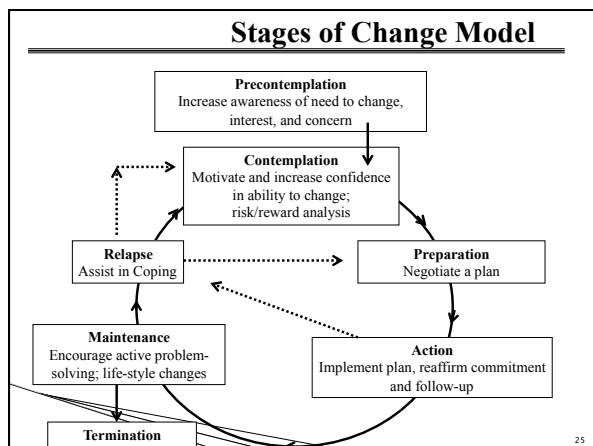 Stages of Change Model
Precontemplation
Increase awareness of need to change,
interest, and concern
Contemplation
Motivate and increase confidence
in ability to change;
risk/reward analysis
Relapse
Assist in Coping
Preparation
Negotiate a plan
Maintenance
Encourage active problem-
solving; life-style changes
Action
Implement plan, reaffirm commitment
and follow-up
Termination
25